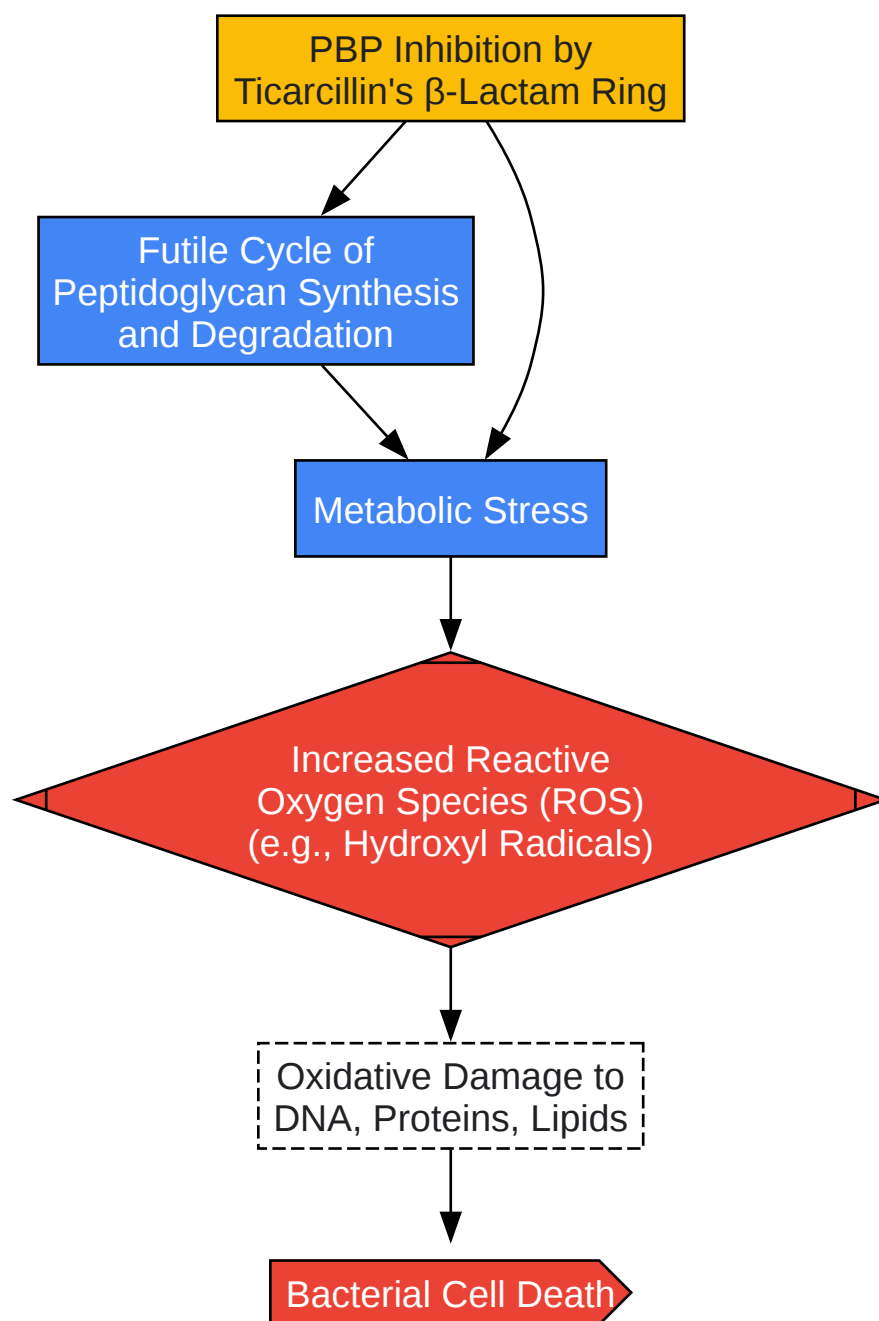 PBP Inhibition by
Ticarcillin's β-Lactam Ring
Futile Cycle of
Peptidoglycan Synthesis
and Degradation
Metabolic Stress
Increased Reactive
Oxygen Species (ROS)
(e.g., Hydroxyl Radicals)
Oxidative Damage to
DNA, Proteins, Lipids
Bacterial Cell Death